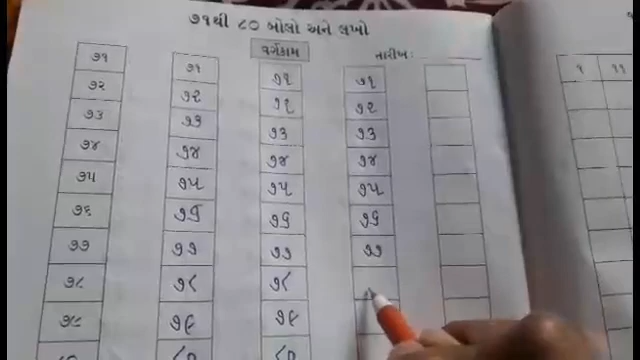 ૭૧થી ૮૦ બોલો અને લખો
વર્ગકામ
તારીખ:
૭૧ ૭૧ ૭૧ ૭૧
૭૨ ૭૨ ૭૨ ૭૨
૭૩ ૭૩ ૭૩ ૭૩
૭૪ ૭૪ ૭૪ ૭૪
૭૫ ૭૫ ૭૫ ૭૫
૭૬ ૭૬ ૭૬ ૭૬
૭૭ ૭૭ ૭૭ ૭૭
૭૮ ૭૮ ૭૮
૭૯ ૭૯ ૭૯
૮૦ ૮૦ ૮૦
૧ ૧૧